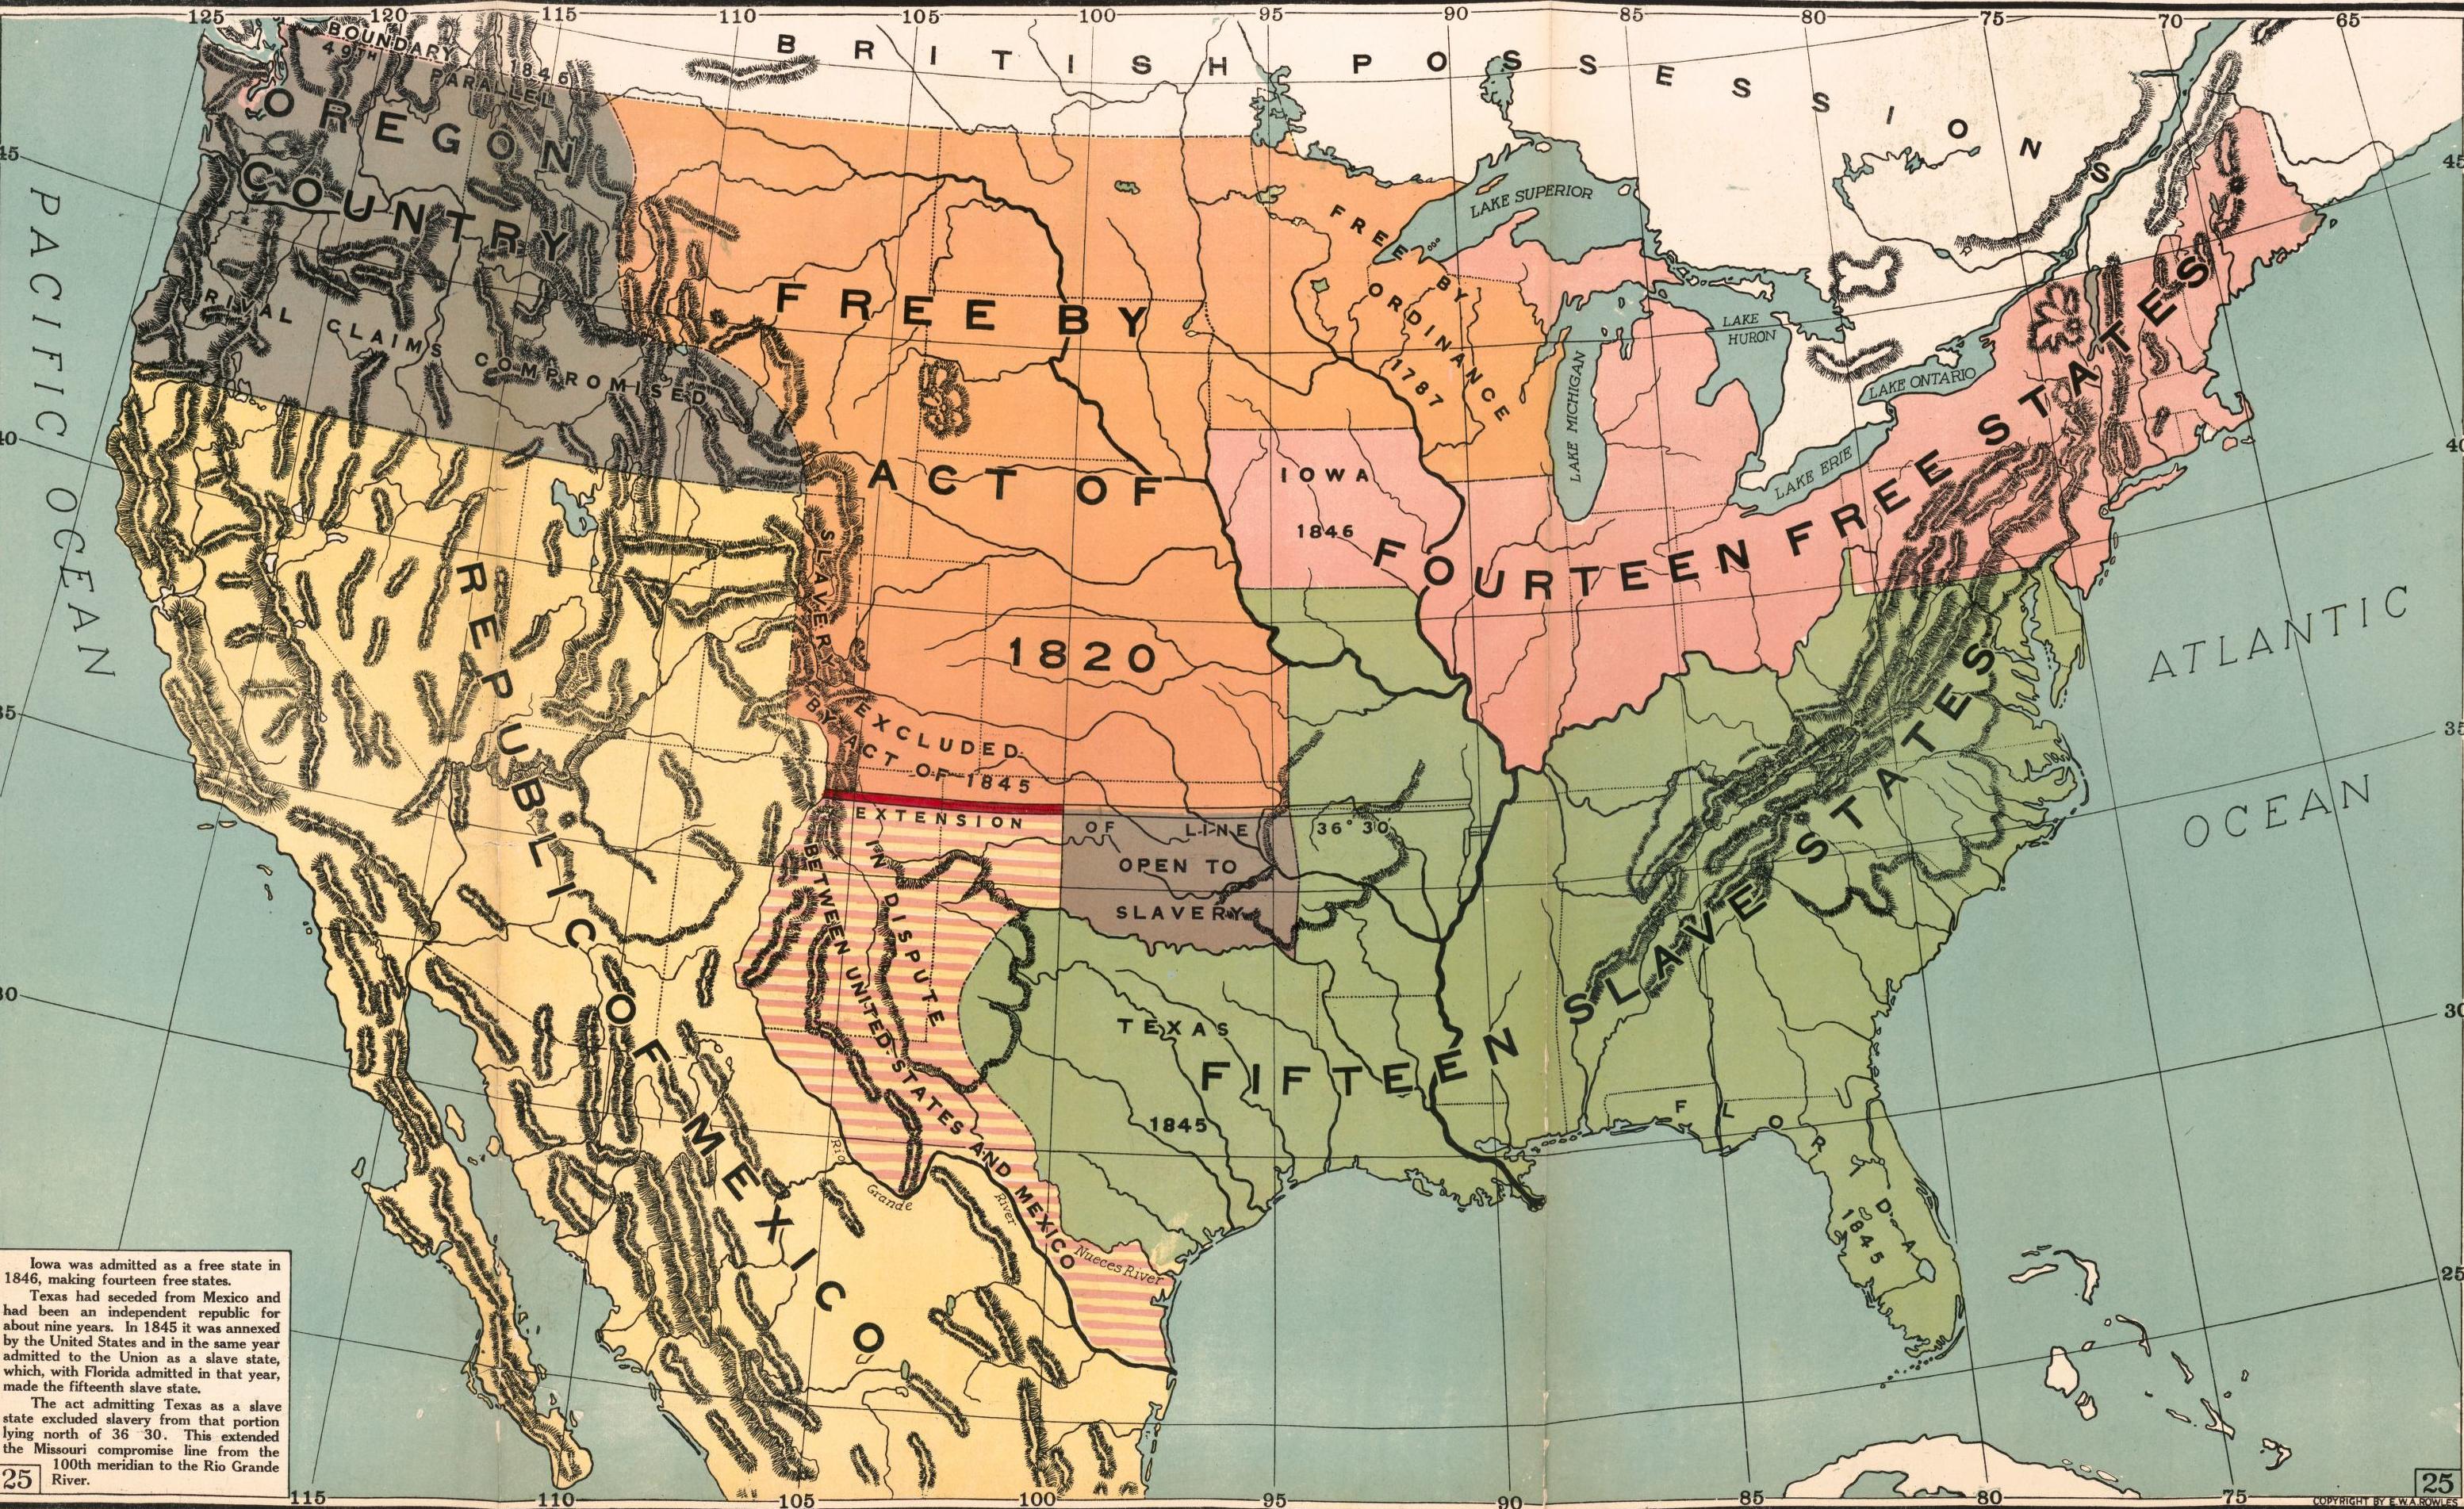 125 120 115 110 105 100 95 90 85 80 75 70 65
BOUNDARY
49TH PARALLEL 1846
BRITISH POSSESSIONS
OREGON
COUNTRY
RIVAL CLAIMS COMPROMISED
45
40
35
30
45
40
35
30
25
PACIFIC OCEAN
FREE BY
ACT OF
1820
FREE BY
ORDINANCE
1787
LAKE SUPERIOR
LAKE MICHIGAN
LAKE
HURON
LAKE ERIE
LAKE ONTARIO
IOWA
1846
FOURTEEN FREE STATES
ATLANTIC
OCEAN
SLAVERY
BY
EXCLUDED
ACT OF 1845
EXTENSION OF LINE 36° 30'
OPEN TO
SLAVERY
IN DISPUTE
BETWEEN UNITED STATES AND MEXICO
REPUBLIC OF MEXICO
TEXAS
1845
FIFTEEN SLAVE STATES
FLORIDA
1845
Rio
Grande
River
Nueces River
Iowa was admitted as a free state in
1846, making fourteen free states.
Texas had seceded from Mexico and
had been an independent republic for
about nine years. In 1845 it was annexed
by the United States and in the same year
admitted to the Union as a slave state,
which, with Florida admitted in that year,
made the fifteenth slave state.
The act admitting Texas as a slave
state excluded slavery from that portion
lying north of 36 30. This extended
the Missouri compromise line from the
100th meridian to the Rio Grande
River.
25
115 110 105 100 95 90 85 80 75
25
COPYRIGHT BY E.W.A.ROWLES